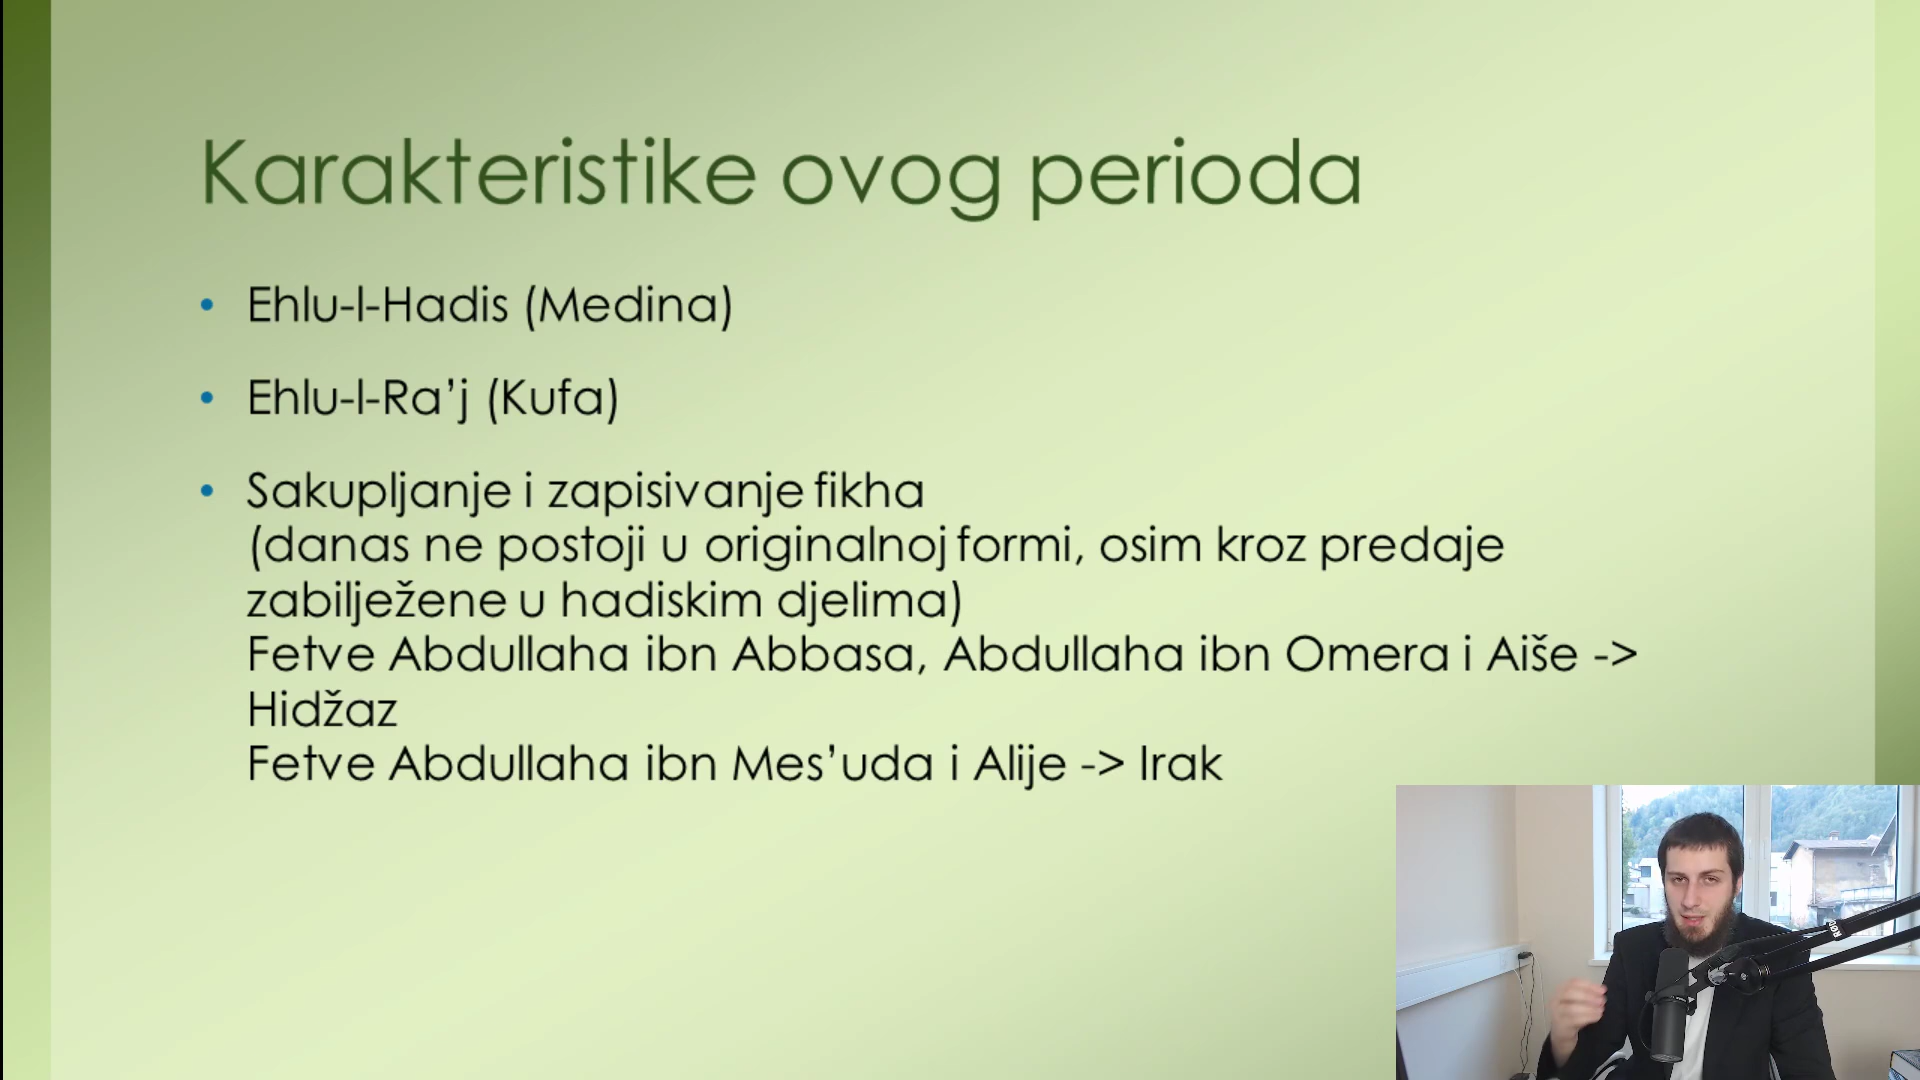 Karakteristike ovog perioda
• Ehlu-l-Hadis (Medina)
• Ehlu-l-Ra’j (Kufa)
• Sakupljanje i zapisivanje fikha
(danas ne postoji u originalnoj formi, osim kroz predaje
zabilježene u hadiskim djelima)
Fetve Abdullaha ibn Abbasa, Abdullaha ibn Omera i Aiše ->
Hidžaz
Fetve Abdullaha ibn Mes’uda i Alije -> Irak